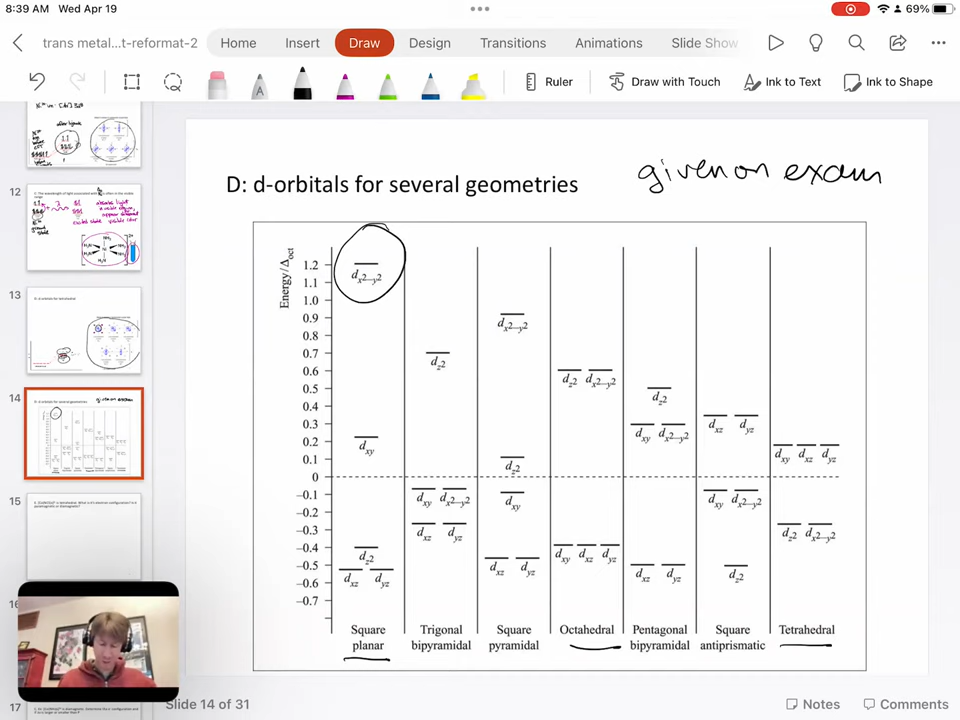 8:39 AM Wed Apr 19
69%
trans metal...t-reformat-2
Home Insert Draw Design Transitions Animations Slide Show
Ruler Draw with Touch Ink to Text Ink to Shape
12
13
14
15
17
D: d-orbitals for several geometries
given on exam
Energy/Δoct
1.2
1.1
1.0
0.9
0.8
0.7
0.6
0.5
0.4
0.3
0.2
0.1
0
–0.1
–0.2
–0.3
–0.4
–0.5
–0.6
–0.7
dx2–y2
dxy
dz2
dxz dyz
Square planar
dz2
dxy dx2–y2
dxz dyz
Trigonal bipyramidal
dx2–y2
dz2
dxy
dxz dyz
Square pyramidal
dz2 dx2–y2
dxy dxz dyz
Octahedral
dz2
dxy dx2–y2
dxz dyz
Pentagonal bipyramidal
dxz dyz
dxy dx2–y2
dz2
Square antiprismatic
dxy dxz dyz
dz2 dx2–y2
Tetrahedral
Slide 14 of 31
Notes Comments